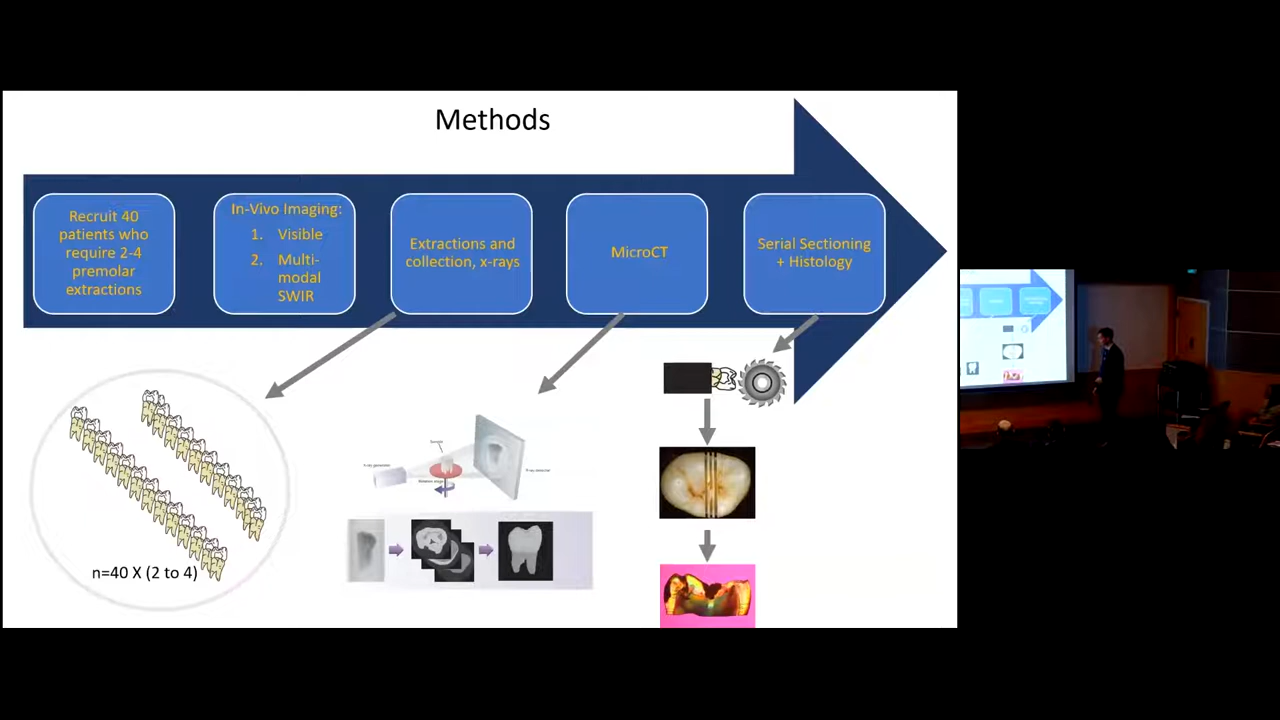 Methods
Recruit 40
patients who
require 2-4
premolar
extractions
In-Vivo Imaging:
1. Visible
2. Multi-
modal
SWIR
Extractions and
collection, x-rays
MicroCT
Serial Sectioning
+ Histology
n=40 X (2 to 4)